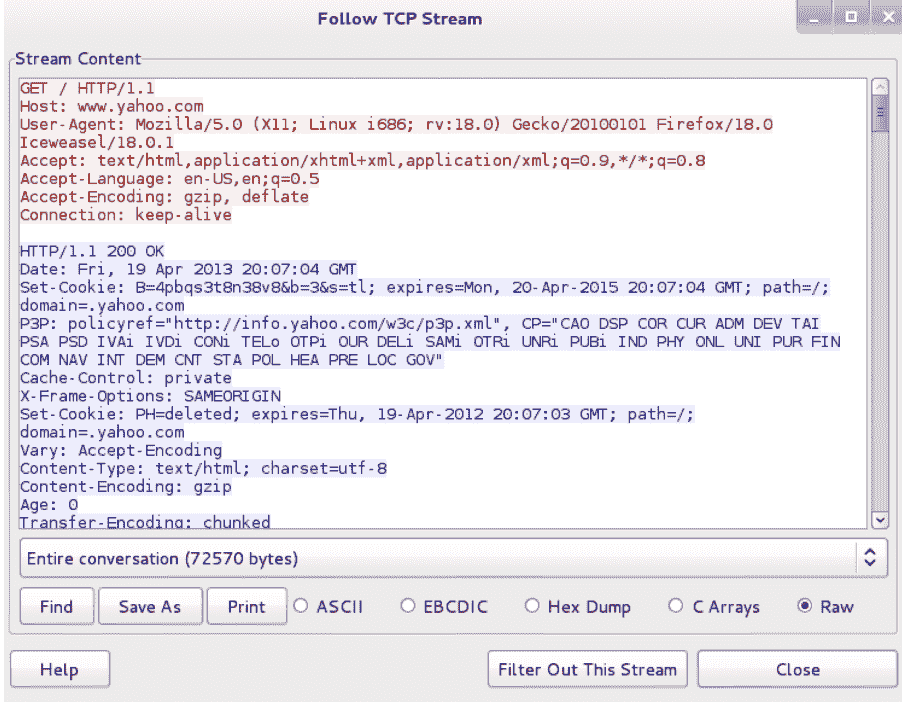 Follow TCP Stream
Stream Content
GET / HTTP/1.1
Host: www.yahoo.com
User-Agent: Mozilla/5.0 (X11; Linux i686; rv:18.0) Gecko/20100101 Firefox/18.0
Iceweasel/18.0.1
Accept: text/html,application/xhtml+xml,application/xml;q=0.9,*/*;q=0.8
Accept-Language: en-US,en;q=0.5
Accept-Encoding: gzip, deflate
Connection: keep-alive
HTTP/1.1 200 OK
Date: Fri, 19 Apr 2013 20:07:04 GMT
Set-Cookie: B=4pbqs3t8n38v8&b=3&s=tl; expires=Mon, 20-Apr-2015 20:07:04 GMT; path=/;
domain=.yahoo.com
P3P: policyref="http://info.yahoo.com/w3c/p3p.xml", CP="CAO DSP COR CUR ADM DEV TAI
PSA PSD IVAi IVDi CONi TELo OTPi OUR DELi SAMi OTRi UNRi PUBi IND PHY ONL UNI PUR FIN
COM NAV INT DEM CNT STA POL HEA PRE LOC GOV"
Cache-Control: private
X-Frame-Options: SAMEORIGIN
Set-Cookie: PH=deleted; expires=Thu, 19-Apr-2012 20:07:03 GMT; path=/;
domain=.yahoo.com
Vary: Accept-Encoding
Content-Type: text/html; charset=utf-8
Content-Encoding: gzip
Age: 0
Transfer-Encoding: chunked
Entire conversation (72570 bytes)
Find Save As Print ASCII EBCDIC Hex Dump C Arrays Raw
Help Filter Out This Stream Close